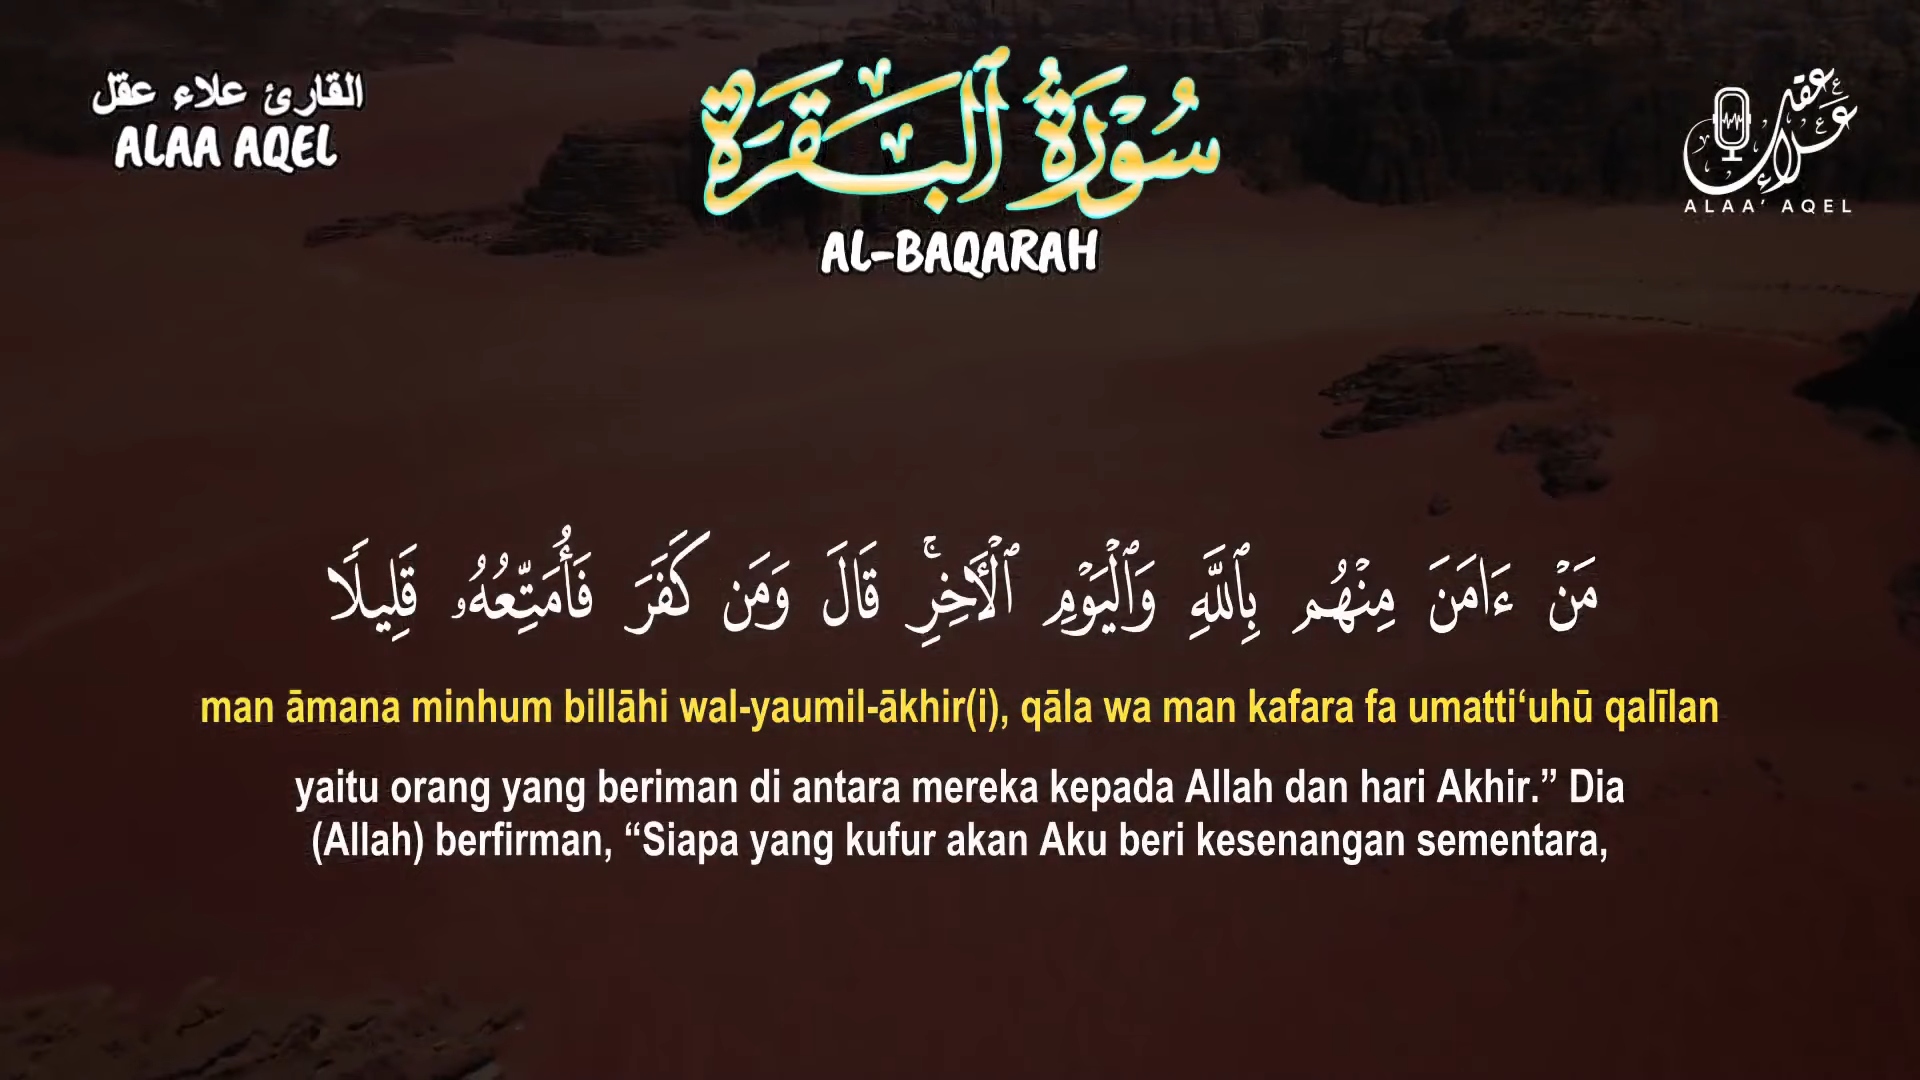 القارئ علاء عقل
ALAA AQEL
سُورَةُ ٱلْبَقَرَة
AL-BAQARAH
علاء عقل
ALAA' AQEL
مَنْ ءَامَنَ مِنْهُم بِٱللَّهِ وَٱلْيَوْمِ ٱلْأَخِرِۚ قَالَ وَمَن كَفَرَ فَأُمَتِّعُهُۥ قَلِيلًا
man āmana minhum billāhi wal-yaumil-ākhir(i), qāla wa man kafara fa umatti‘uhū qalīlan
yaitu orang yang beriman di antara mereka kepada Allah dan hari Akhir.” Dia
(Allah) berfirman, “Siapa yang kufur akan Aku beri kesenangan sementara,